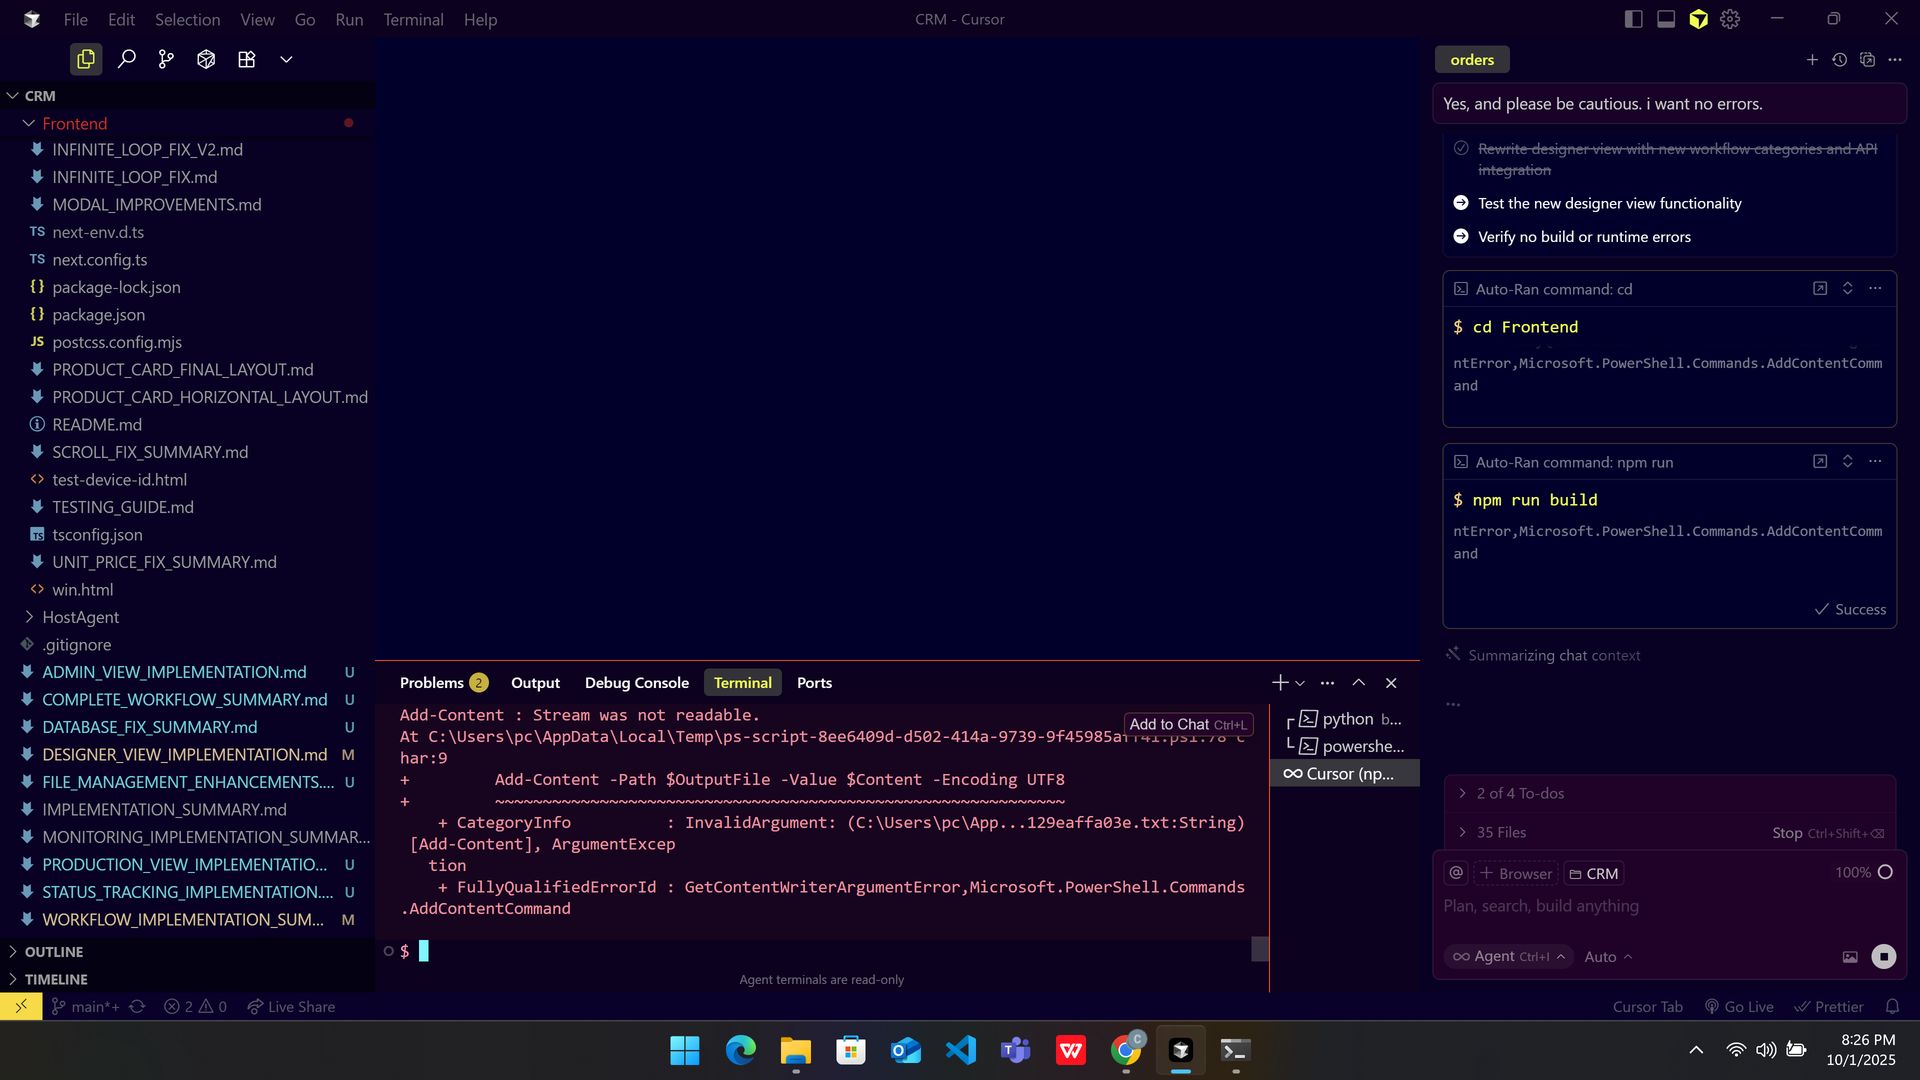 File Edit Selection View Go Run Terminal Help
CRM - Cursor
CRM
Frontend
INFINITE_LOOP_FIX_V2.md
INFINITE_LOOP_FIX.md
MODAL_IMPROVEMENTS.md
TS next-env.d.ts
TS next.config.ts
{} package-lock.json
{} package.json
JS postcss.config.mjs
PRODUCT_CARD_FINAL_LAYOUT.md
PRODUCT_CARD_HORIZONTAL_LAYOUT.md
README.md
SCROLL_FIX_SUMMARY.md
<> test-device-id.html
TESTING_GUIDE.md
TS tsconfig.json
UNIT_PRICE_FIX_SUMMARY.md
<> win.html
HostAgent
.gitignore
ADMIN_VIEW_IMPLEMENTATION.md U
COMPLETE_WORKFLOW_SUMMARY.md U
DATABASE_FIX_SUMMARY.md U
DESIGNER_VIEW_IMPLEMENTATION.md M
FILE_MANAGEMENT_ENHANCEMENTS.... U
IMPLEMENTATION_SUMMARY.md
MONITORING_IMPLEMENTATION_SUMMAR...
PRODUCTION_VIEW_IMPLEMENTATIO... U
STATUS_TRACKING_IMPLEMENTATION.... U
WORKFLOW_IMPLEMENTATION_SUM... M
OUTLINE
TIMELINE
Problems 2 Output Debug Console Terminal Ports
Add-Content : Stream was not readable.
Add to Chat Ctrl+L
At C:\Users\pc\AppData\Local\Temp\ps-script-8ee6409d-d502-414a-9739-9f45985
har:9
+ Add-Content -Path $OutputFile -Value $Content -Encoding UTF8
+ ~~~~~~~~~~~~~~~~~~~~~~~~~~~~~~~~~~~~~~~~~~~~~~~~~~~~~~~~~~~~
+ CategoryInfo : InvalidArgument: (C:\Users\pc\App...129eaffa03e.txt:String)
[Add-Content], ArgumentExcep
tion
+ FullyQualifiedErrorId : GetContentWriterArgumentError,Microsoft.PowerShell.Commands
.AddContentCommand
$
Agent terminals are read-only
python b...
powershe...
Cursor (np...
orders
Yes, and please be cautious. i want no errors.
Rewrite designer view with new workflow categories and API
integration
Test the new designer view functionality
Verify no build or runtime errors
Auto-Ran command: cd
$ cd Frontend
ntError,Microsoft.PowerShell.Commands.AddContentComm
and
Auto-Ran command: npm run
$ npm run build
ntError,Microsoft.PowerShell.Commands.AddContentComm
and
Success
Summarizing chat context
...
2 of 4 To-dos
35 Files Stop Ctrl+Shift+⌫
@ + Browser CRM 100%
Plan, search, build anything
Agent Ctrl+I Auto
main*+ 2 0 Live Share
Cursor Tab Go Live Prettier
8:26 PM
10/1/2025